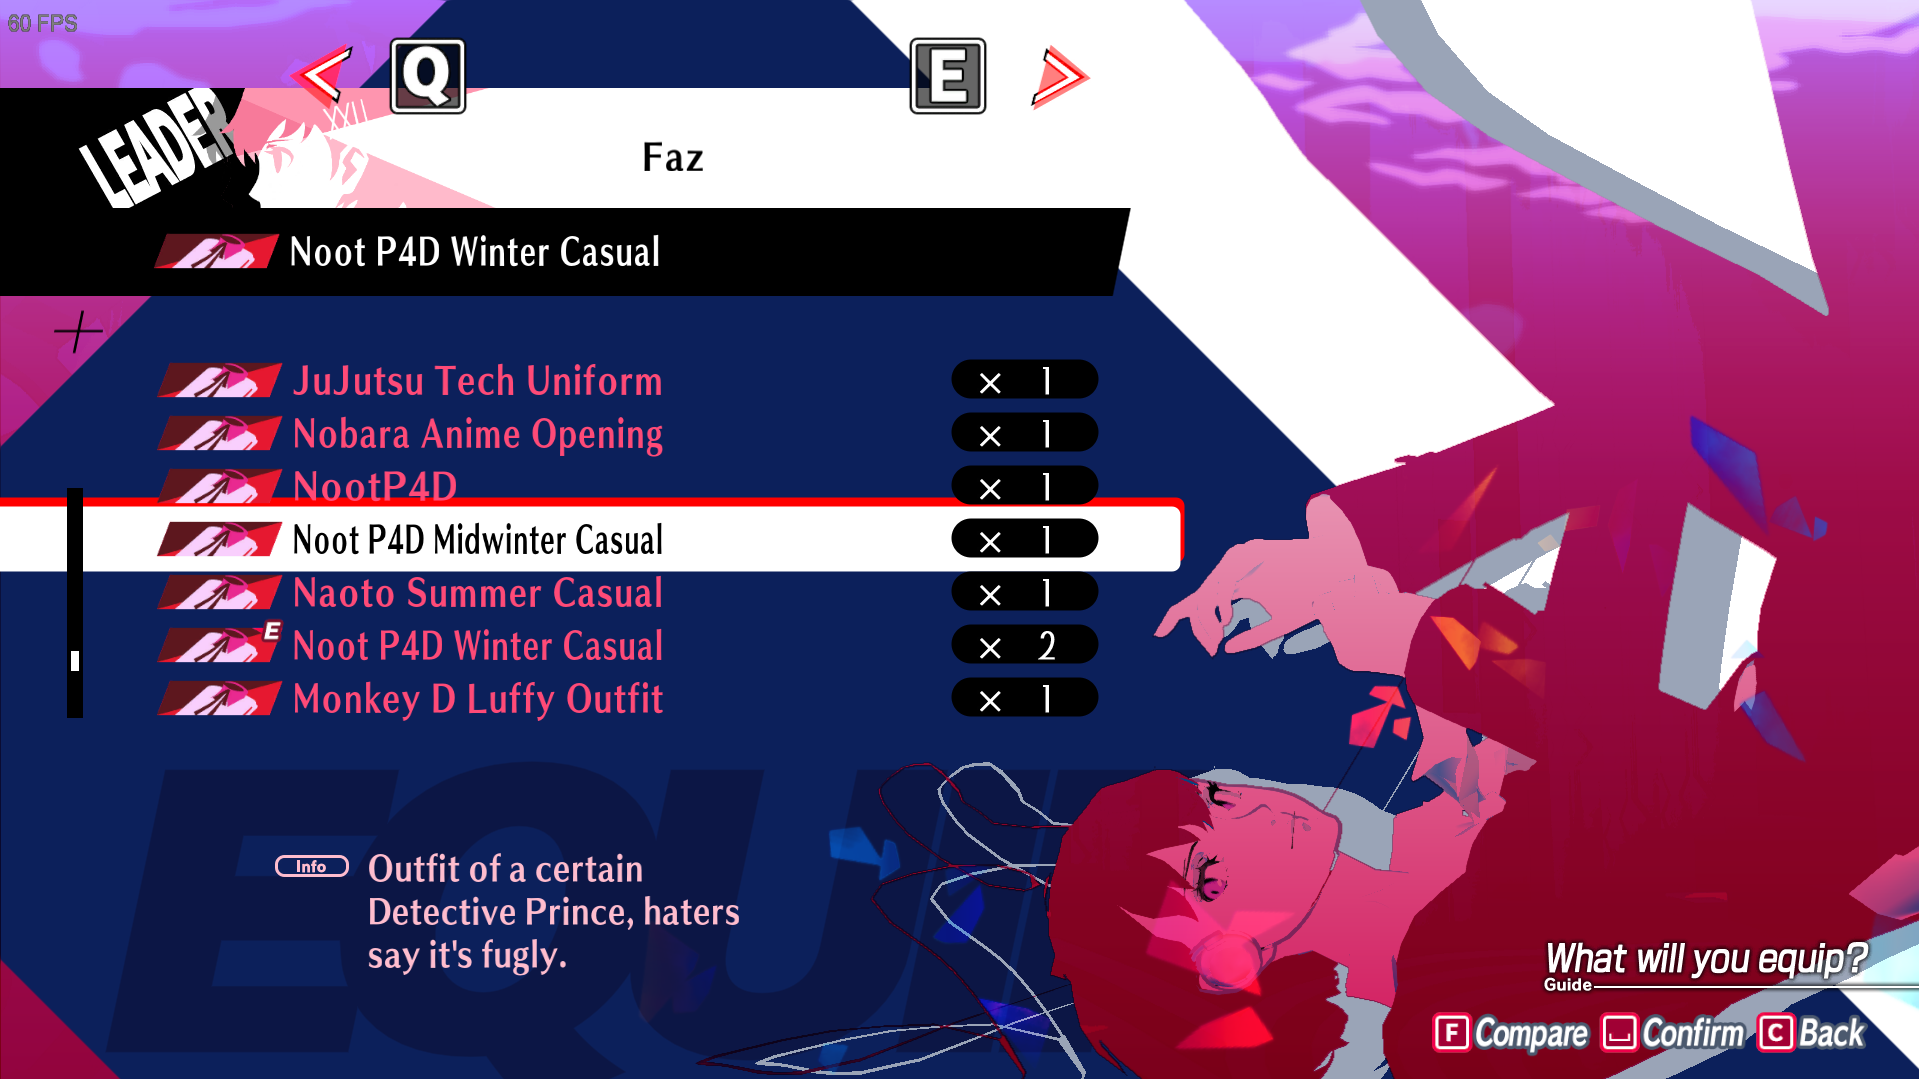 60 FPS
Q
E
LEADER
XXII
Faz
Noot P4D Winter Casual
JuJutsu Tech Uniform × 1
Nobara Anime Opening × 1
NootP4D × 1
Noot P4D Midwinter Casual × 1
Naoto Summer Casual × 1
E
Noot P4D Winter Casual × 2
Monkey D Luffy Outfit × 1
EQUI
Info
Outfit of a certain
Detective Prince, haters
say it's fugly.
What will you equip?
Guide
F Compare Confirm C Back